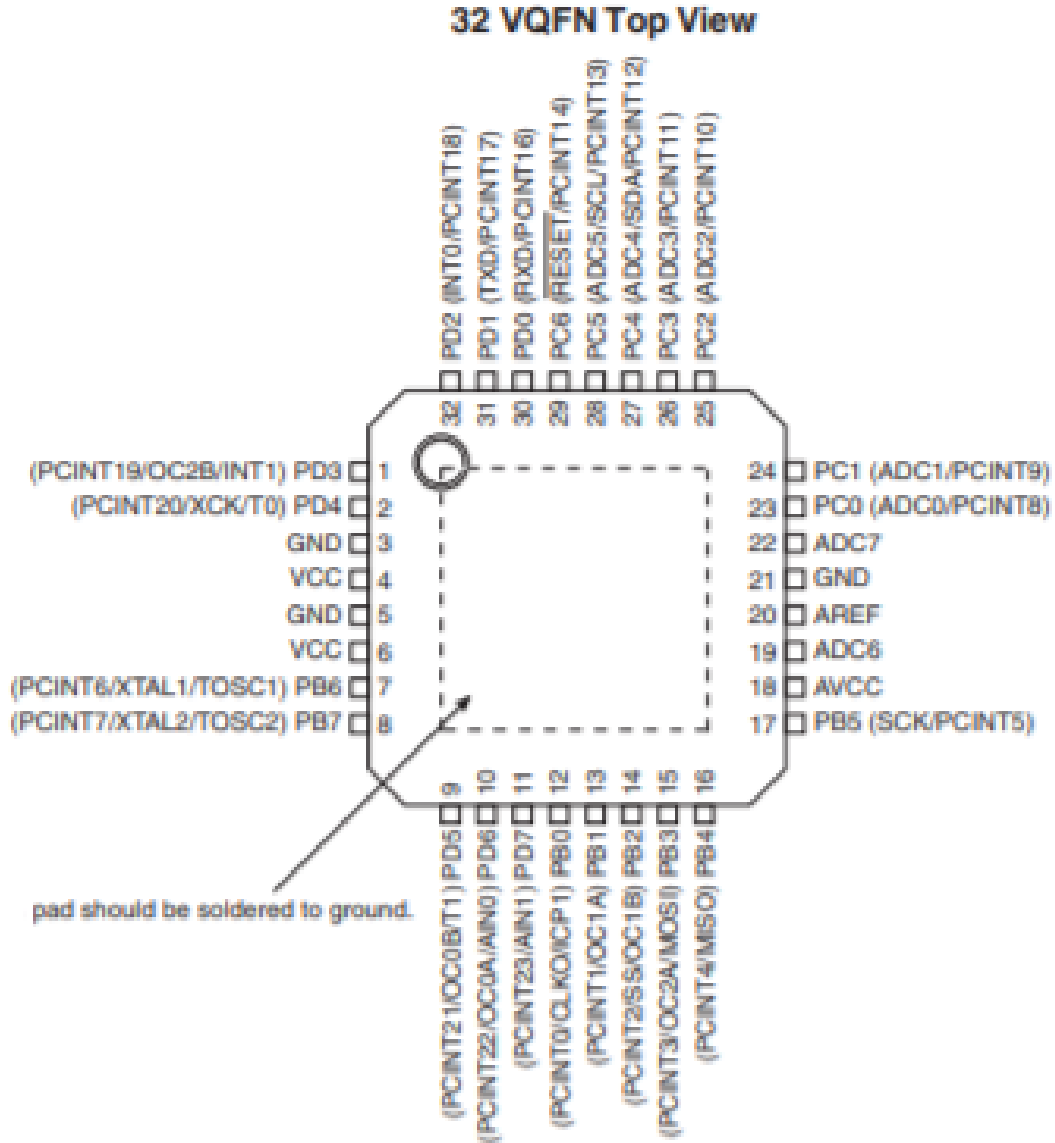 32 VQFN Top View
PD2 (INT0/PCINT18)
PD1 (TXD/PCINT17)
PD0 (RXD/PCINT16)
PC6 (RESET/PCINT14)
PC5 (ADC5/SCL/PCINT13)
PC4 (ADC4/SDA/PCINT12)
PC3 (ADC3/PCINT11)
PC2 (ADC2/PCINT10)
32
31
30
29
28
27
26
25
(PCINT19/OC2B/INT1) PD3 1
(PCINT20/XCK/T0) PD4 2
GND 3
VCC 4
GND 5
VCC 6
(PCINT6/XTAL1/TOSC1) PB6 7
(PCINT7/XTAL2/TOSC2) PB7 8
24 PC1 (ADC1/PCINT9)
23 PC0 (ADC0/PCINT8)
22 ADC7
21 GND
20 AREF
19 ADC6
18 AVCC
17 PB5 (SCK/PCINT5)
9
10
11
12
13
14
15
16
(PCINT21/OC0B/T1) PD5
(PCINT22/OC0A/AIN0) PD6
(PCINT23/AIN1) PD7
(PCINT0/CLKO/ICP1) PB0
(PCINT1/OC1A) PB1
(PCINT2/SS/OC1B) PB2
(PCINT3/OC2A/MOSI) PB3
(PCINT4/MISO) PB4
pad should be soldered to ground.